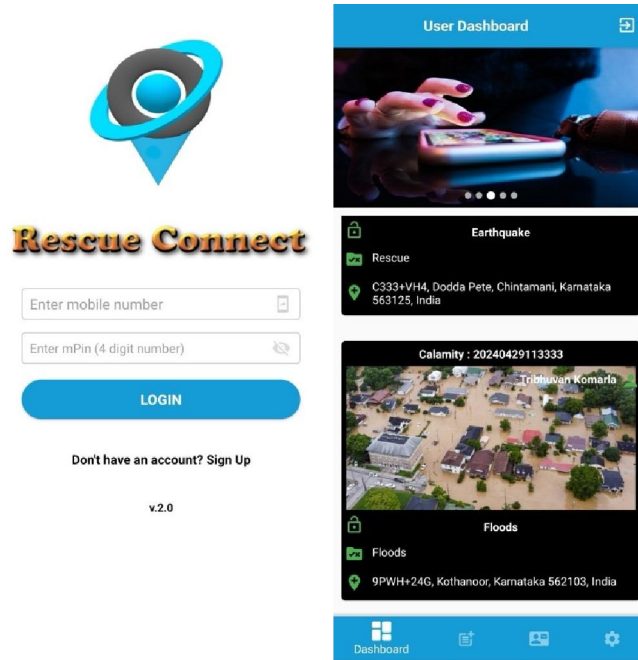 Rescue Connect
Enter mobile number
Enter mPin (4 digit number)
LOGIN
Don't have an account? Sign Up
v.2.0
User Dashboard
Earthquake
Rescue
C333+VH4, Dodda Pete, Chintamani, Karnataka
563125, India
Calamity : 20240429113333
Tribhuvan Komarla
Floods
Floods
9PWH+24G, Kothanoor, Karnataka 562103, India
Dashboard